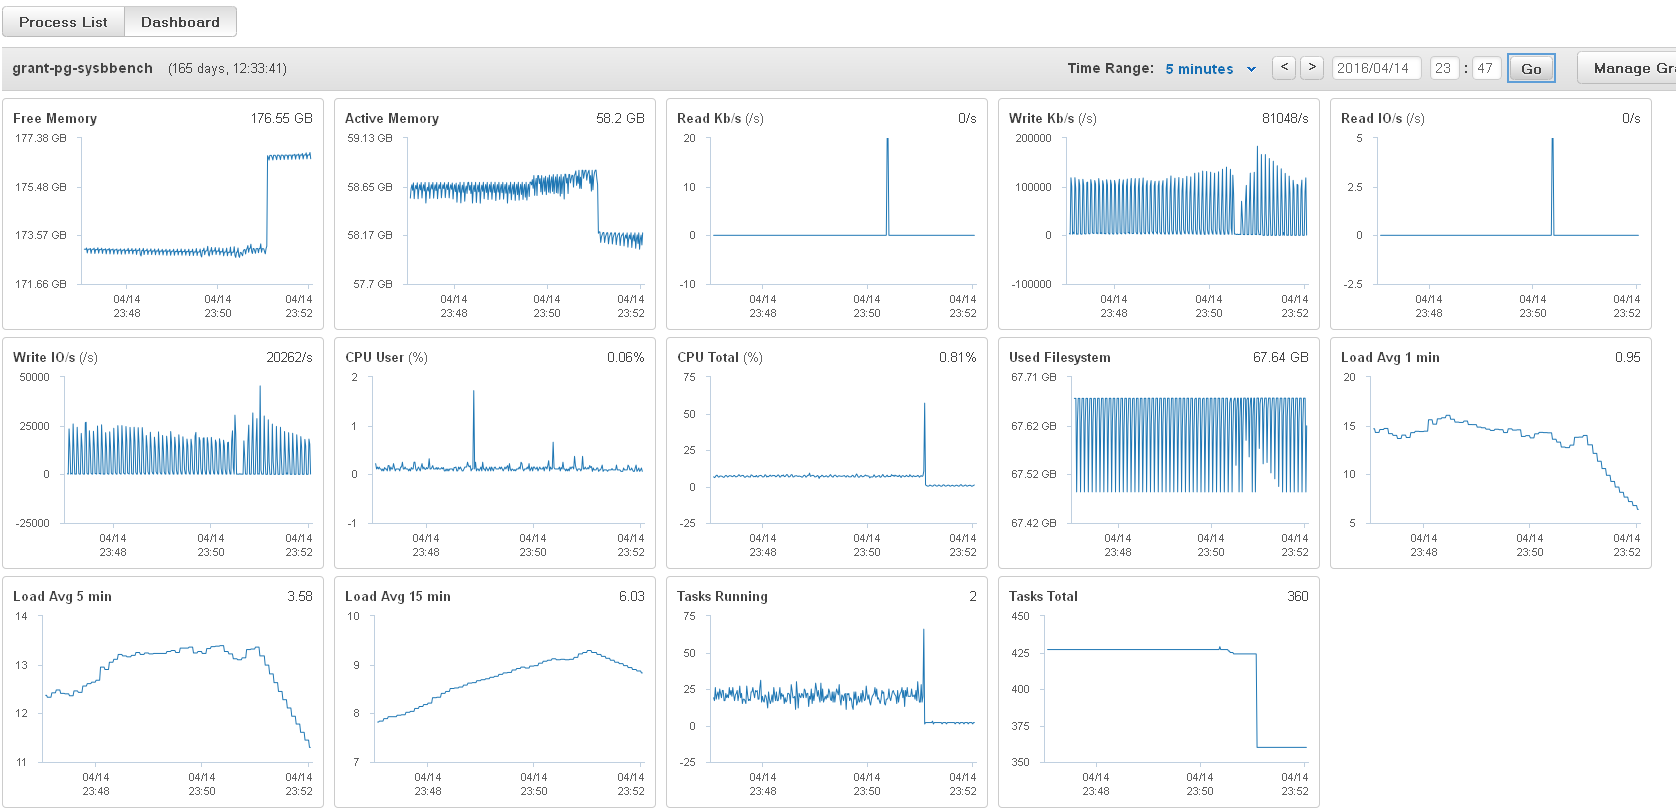 Process List Dashboard
grant-pg-sysbbench (165 days, 12:33:41) Time Range: 5 minutes < > 2016/04/14 23 : 47 Go Manage Gra
Free Memory 176.55 GB
177.38 GB
175.48 GB
173.57 GB
171.66 GB
04/14 04/14 04/14
23:48 23:50 23:52
Active Memory 58.2 GB
59.13 GB
58.65 GB
58.17 GB
57.7 GB
04/14 04/14 04/14
23:48 23:50 23:52
Read Kb/s (/s) 0/s
20
10
0
-10
04/14 04/14 04/14
23:48 23:50 23:52
Write Kb/s (/s) 81048/s
200000
100000
0
-100000
04/14 04/14 04/14
23:48 23:50 23:52
Read IO/s (/s) 0/s
5
2.5
0
-2.5
04/14 04/14 04/14
23:48 23:50 23:52
Write IO/s (/s) 20262/s
50000
25000
0
-25000
04/14 04/14 04/14
23:48 23:50 23:52
CPU User (%) 0.06%
2
1
0
-1
04/14 04/14 04/14
23:48 23:50 23:52
CPU Total (%) 0.81%
75
50
25
0
-25
04/14 04/14 04/14
23:48 23:50 23:52
Used Filesystem 67.64 GB
67.71 GB
67.62 GB
67.52 GB
67.42 GB
04/14 04/14 04/14
23:48 23:50 23:52
Load Avg 1 min 0.95
20
15
10
5
04/14 04/14 04/14
23:48 23:50 23:52
Load Avg 5 min 3.58
14
13
12
11
04/14 04/14 04/14
23:48 23:50 23:52
Load Avg 15 min 6.03
10
9
8
7
04/14 04/14 04/14
23:48 23:50 23:52
Tasks Running 2
75
50
25
0
-25
04/14 04/14 04/14
23:48 23:50 23:52
Tasks Total 360
450
425
400
375
350
04/14 04/14 04/14
23:48 23:50 23:52